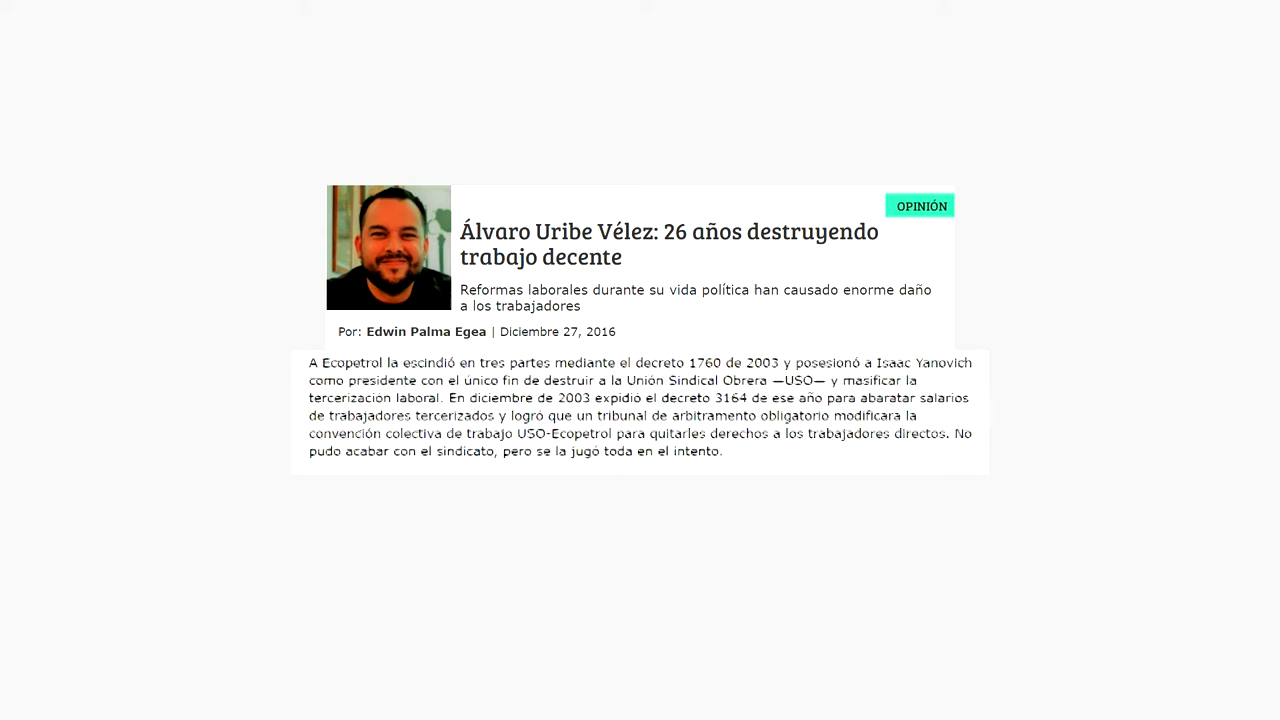 OPINIÓN
Álvaro Uribe Vélez: 26 años destruyendo
trabajo decente
Reformas laborales durante su vida política han causado enorme daño
a los trabajadores
Por: Edwin Palma Egea | Diciembre 27, 2016
A Ecopetrol la escindió en tres partes mediante el decreto 1760 de 2003 y posesionó a Isaac Yanovich
como presidente con el único fin de destruir a la Unión Sindical Obrera —USO— y masificar la
tercerización laboral. En diciembre de 2003 expidió el decreto 3164 de ese año para abaratar salarios
de trabajadores tercerizados y logró que un tribunal de arbitramento obligatorio modificara la
convención colectiva de trabajo USO-Ecopetrol para quitarles derechos a los trabajadores directos. No
pudo acabar con el sindicato, pero se la jugó toda en el intento.